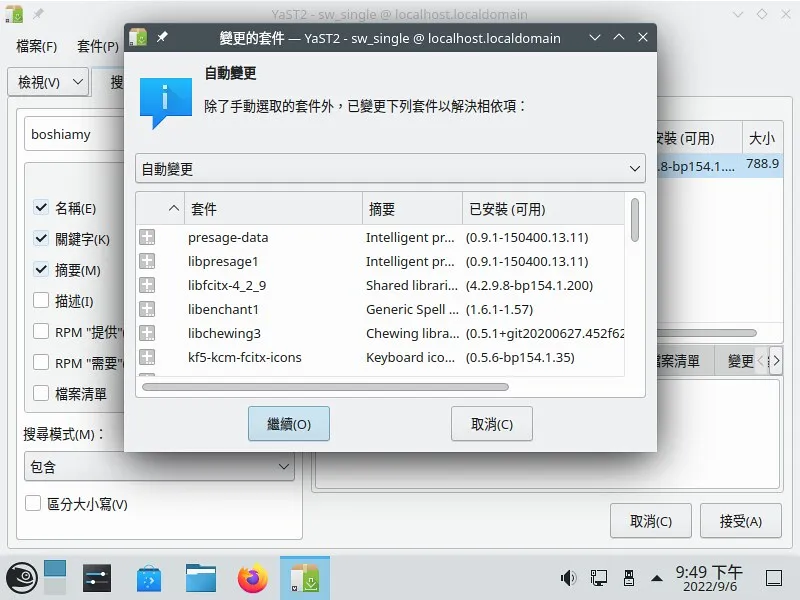 YaST2 - sw_single @ localhost.localdomain
檔案(F) 套件(P)
檢視(V) 搜
boshiamy
名稱(E)
關鍵字(K)
摘要(M)
描述(I)
RPM "提供"
RPM "需要"
檔案清單
搜尋模式(M)：
包含
區分大小寫(V)
變更的套件 — YaST2 - sw_single @ localhost.localdomain
自動變更
除了手動選取的套件外，已變更下列套件以解決相依項：
自動變更
套件 摘要 已安裝 (可用)
presage-data Intelligent pr... (0.9.1-150400.13.11)
libpresage1 Intelligent pr... (0.9.1-150400.13.11)
libfcitx-4_2_9 Shared librari... (4.2.9.8-bp154.1.200)
libenchant1 Generic Spell ... (1.6.1-1.57)
libchewing3 Chewing libra... (0.5.1+git20200627.452f62
kf5-kcm-fcitx-icons Keyboard ico... (0.5.6-bp154.1.35)
繼續(O) 取消(C)
安裝 (可用) 大小
.8-bp154.1.... 788.9
檔案清單 變更
取消(C) 接受(A)
9:49 下午
2022/9/6